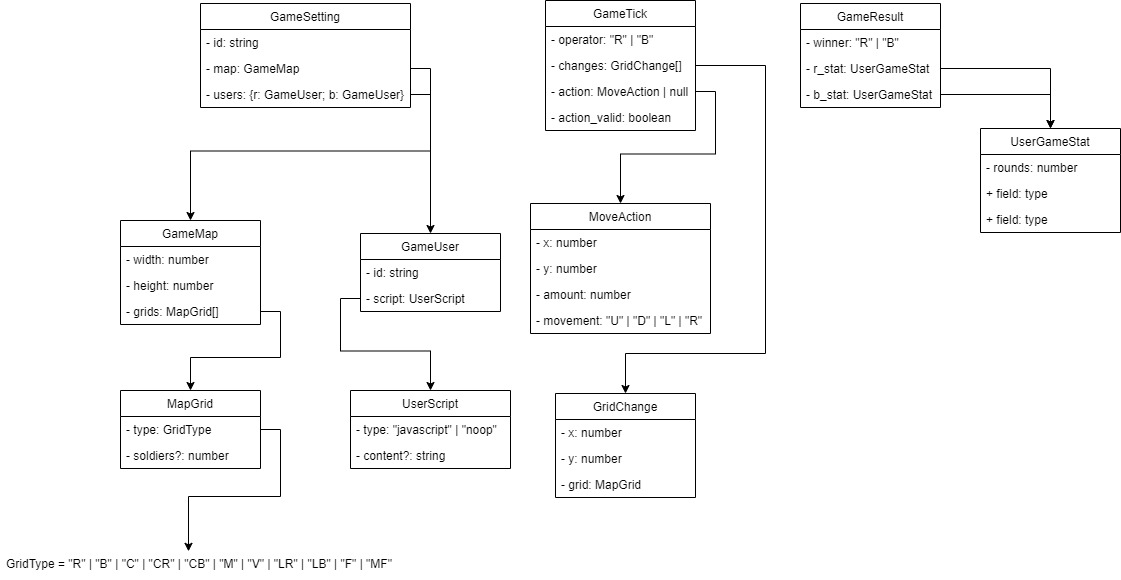 GameSetting
- id: string
- map: GameMap
- users: {r: GameUser; b: GameUser}
GameTick
- operator: "R" | "B"
- changes: GridChange[]
- action: MoveAction | null
- action_valid: boolean
GameResult
- winner: "R" | "B"
- r_stat: UserGameStat
- b_stat: UserGameStat
UserGameStat
- rounds: number
+ field: type
+ field: type
GameMap
- width: number
- height: number
- grids: MapGrid[]
GameUser
- id: string
- script: UserScript
MoveAction
- x: number
- y: number
- amount: number
- movement: "U" | "D" | "L" | "R"
MapGrid
- type: GridType
- soldiers?: number
UserScript
- type: "javascript" | "noop"
- content?: string
GridChange
- x: number
- y: number
- grid: MapGrid
GridType = "R" | "B" | "C" | "CR" | "CB" | "M" | "V" | "LR" | "LB" | "F" | "MF"